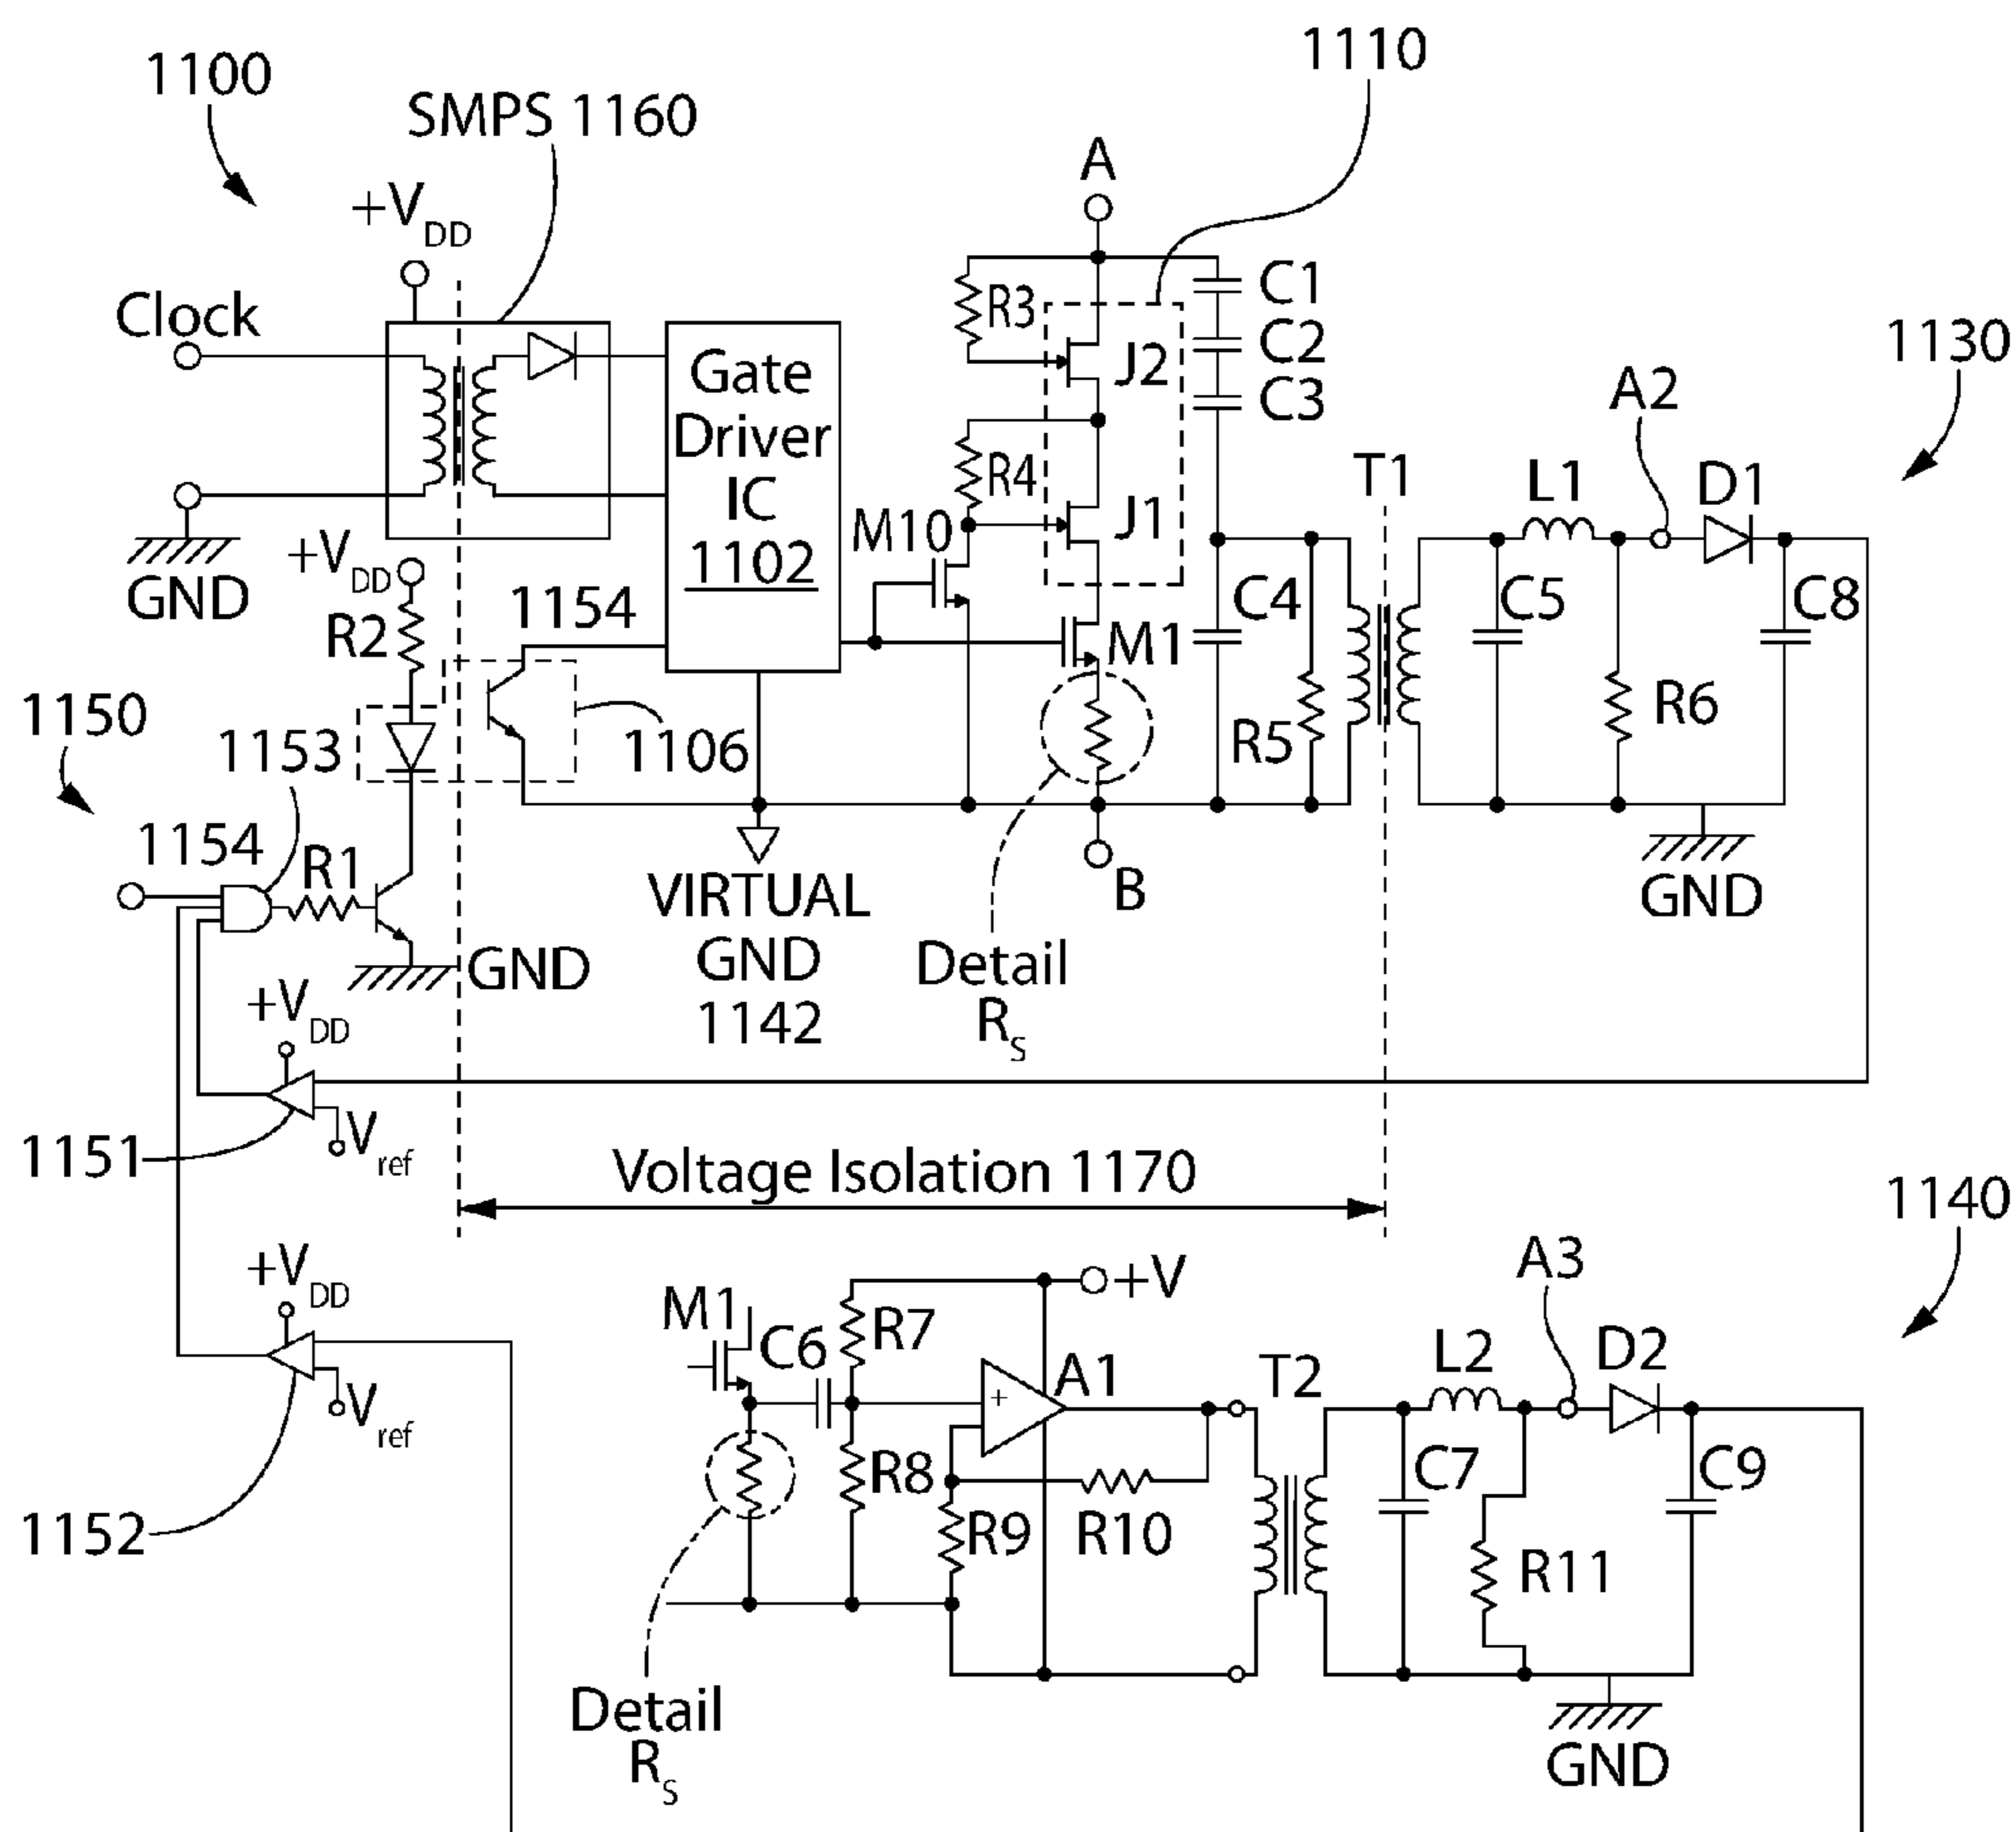 1100
SMPS 1160
1110
+VDD
A
Clock
Gate
Driver
IC
1102
R3
J2
C1
C2
C3
1130
A2
R4
T1
L1
D1
M10
J1
GND
+VDD
R2
1154
C4
C5
C8
M1
R5
R6
1150
1153
1106
1154
R1
VIRTUAL
GND
1142
B
GND
GND
Detail
RS
+VDD
1151
Vref
Voltage Isolation 1170
1140
+VDD
A3
+V
M1
C6
R7
A1
T2
L2
D2
Vref
+
R8
C7
C9
1152
R9
R10
R11
Detail
RS
GND